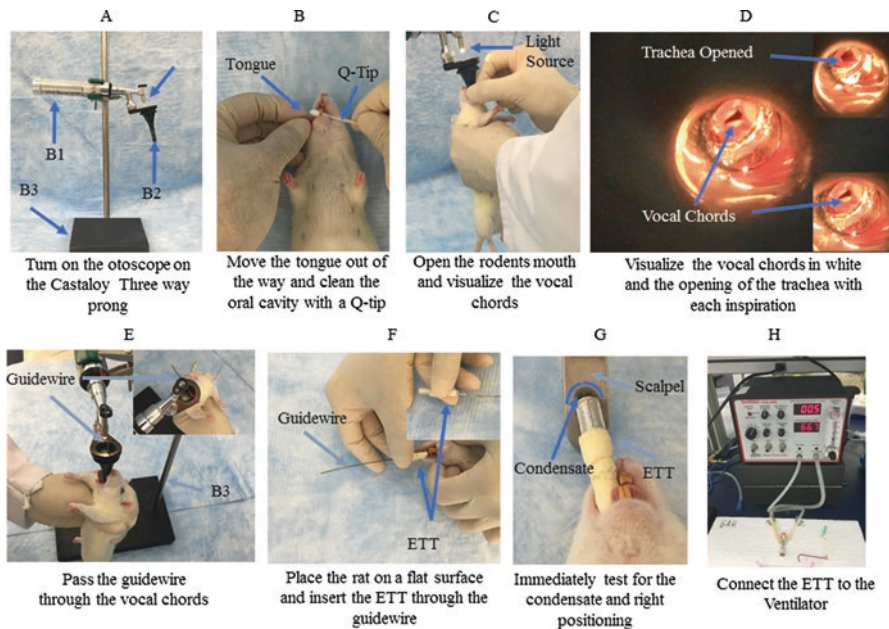 A
B
C
D
B1
B2
B3
Turn on the otoscope on
the Castaloy Three way
prong
Tongue
Q-Tip
Move the tongue out of
the way and clean the
oral cavity with a Q-tip
Light
Source
Open the rodents mouth
and visualize the vocal
chords
Trachea Opened
Vocal Chords
Visualize the vocal chords in white
and the opening of the trachea with
each inspiration
E
F
G
H
Guidewire
B3
Pass the guidewire
through the vocal chords
Guidewire
ETT
Place the rat on a flat surface
and insert the ETT through the
guidewire
Scalpel
Condensate
ETT
Immediately test for the
condensate and right
positioning
005
667
Connect the ETT to the
Ventilator